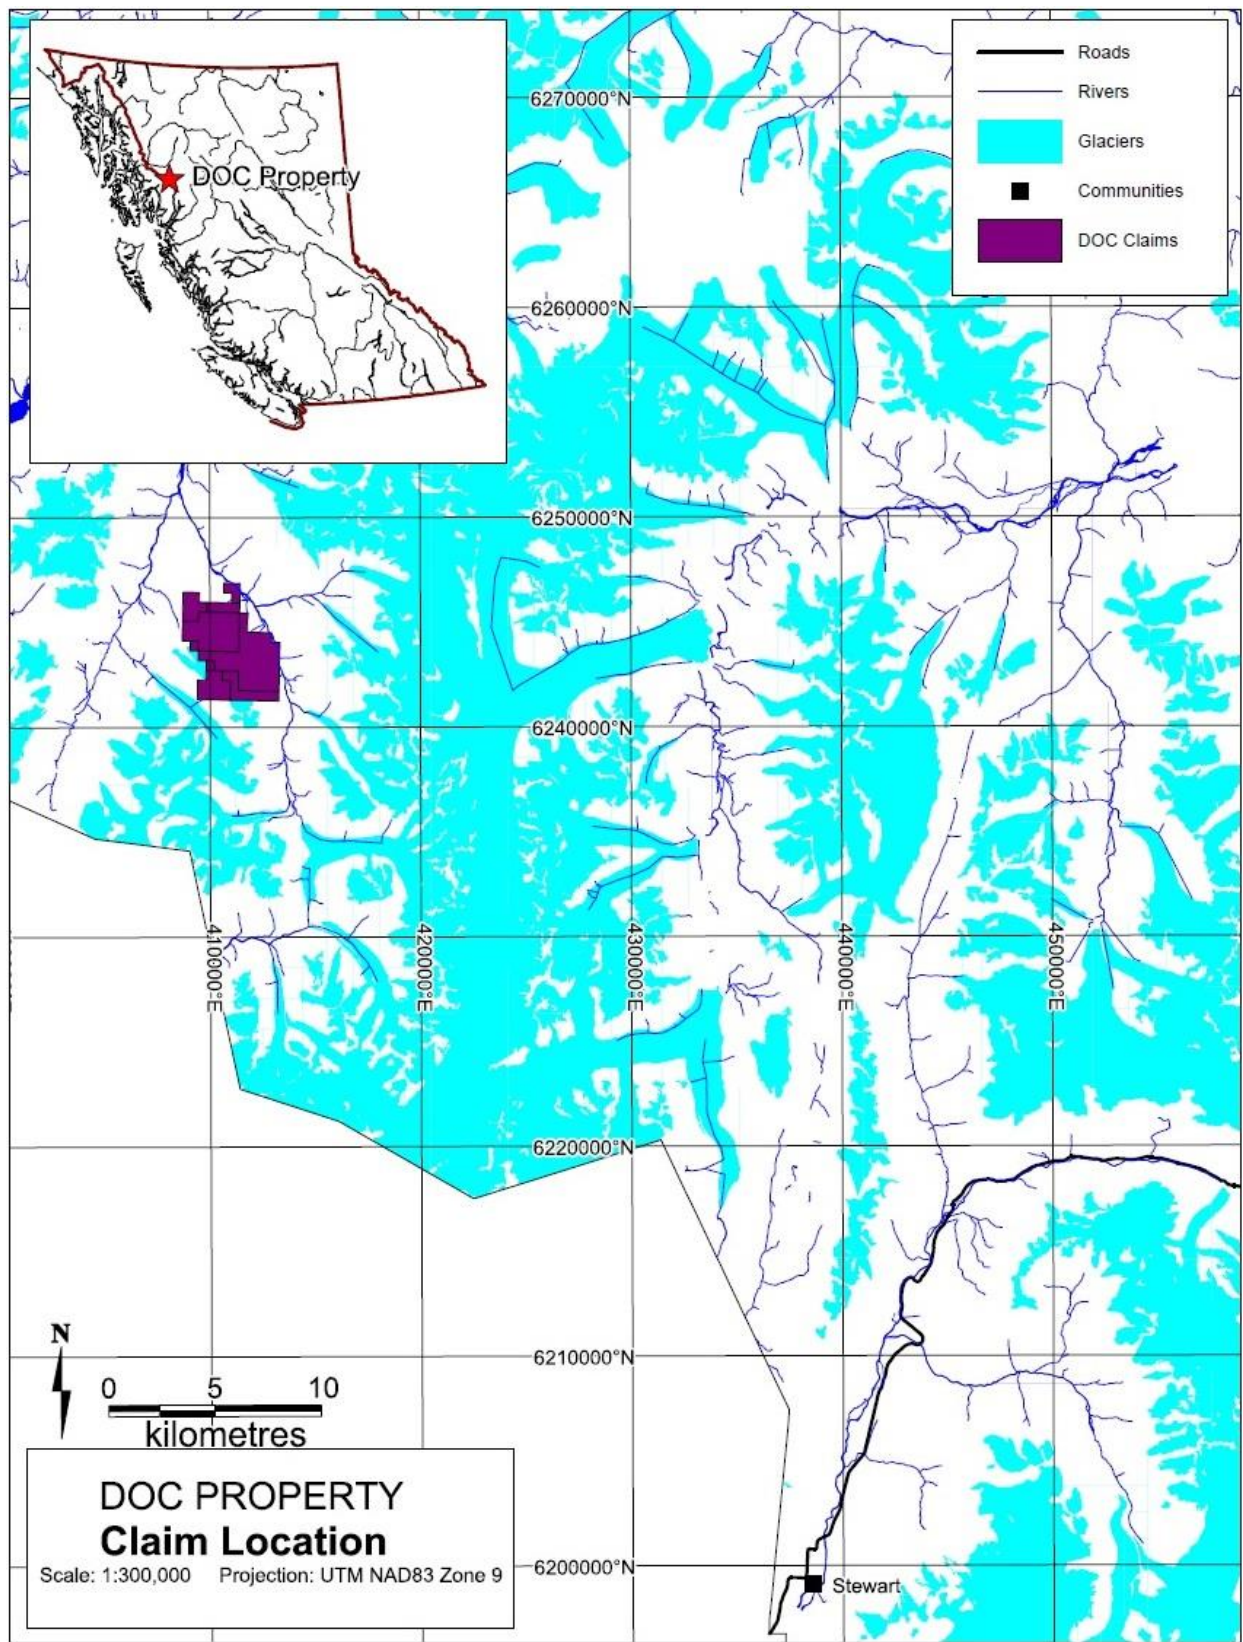 DOC Property
Roads
Rivers
Glaciers
Communities
DOC Claims
6270000°N
6260000°N
6250000°N
6240000°N
410000°E
420000°E
430000°E
440000°E
450000°E
6220000°N
6210000°N
6200000°N
Stewart
N
0 5 10
kilometres
DOC PROPERTY
Claim Location
Scale: 1:300,000 Projection: UTM NAD83 Zone 9